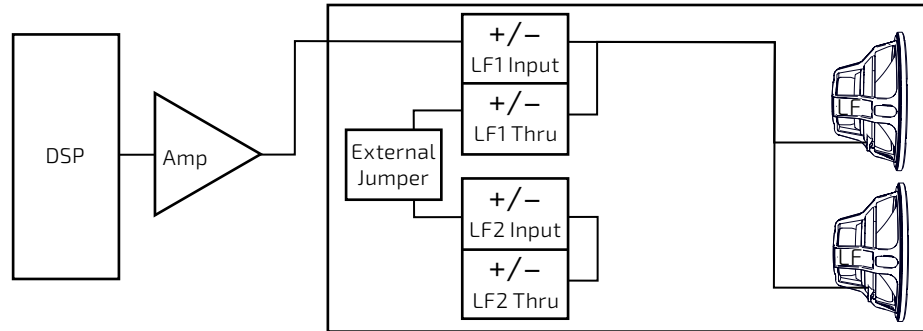 DSP
Amp
+/−
LF1 Input
+/−
LF1 Thru
External
Jumper
+/−
LF2 Input
+/−
LF2 Thru